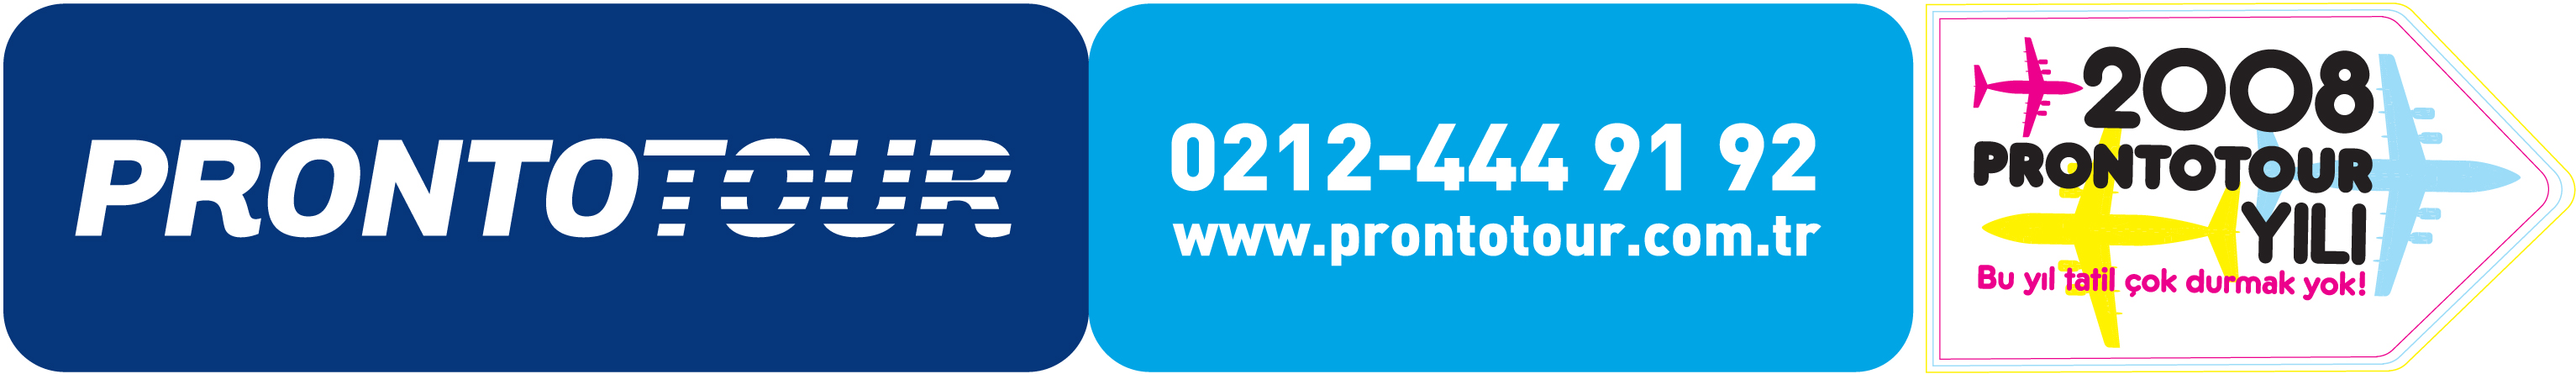 PRONTOTOUR
0212-444 91 92
www.prontotour.com.tr
2008
PRONTOTOUR
YILI
Bu yıl tatil çok durmak yok!